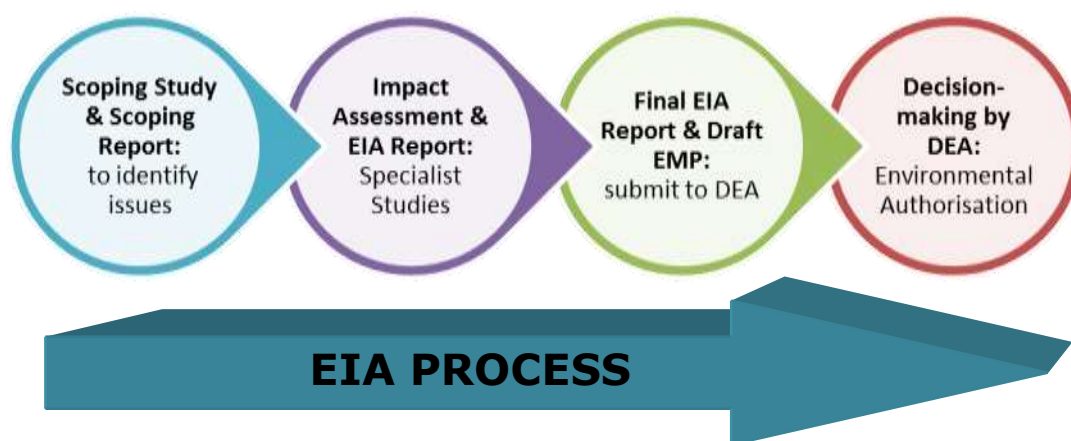 Scoping Study
& Scoping
Report:
to identify
issues
Impact
Assessment &
EIA Report:
Specialist
Studies
Final EIA
Report & Draft
EMP:
submit to DEA
Decision-
making by
DEA:
Environmental
Authorisation
EIA PROCESS